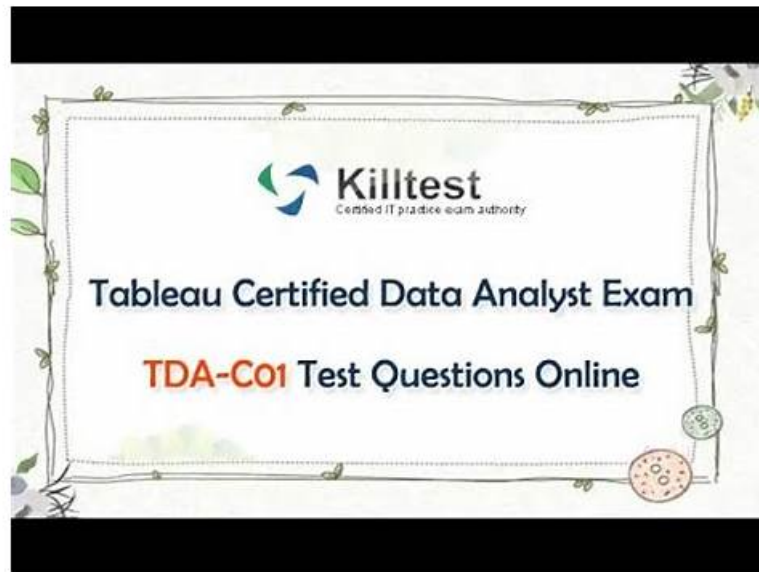 Killtest
Certified IT practice exam authority
Tableau Certified Data Analyst Exam
TDA-C01 Test Questions Online